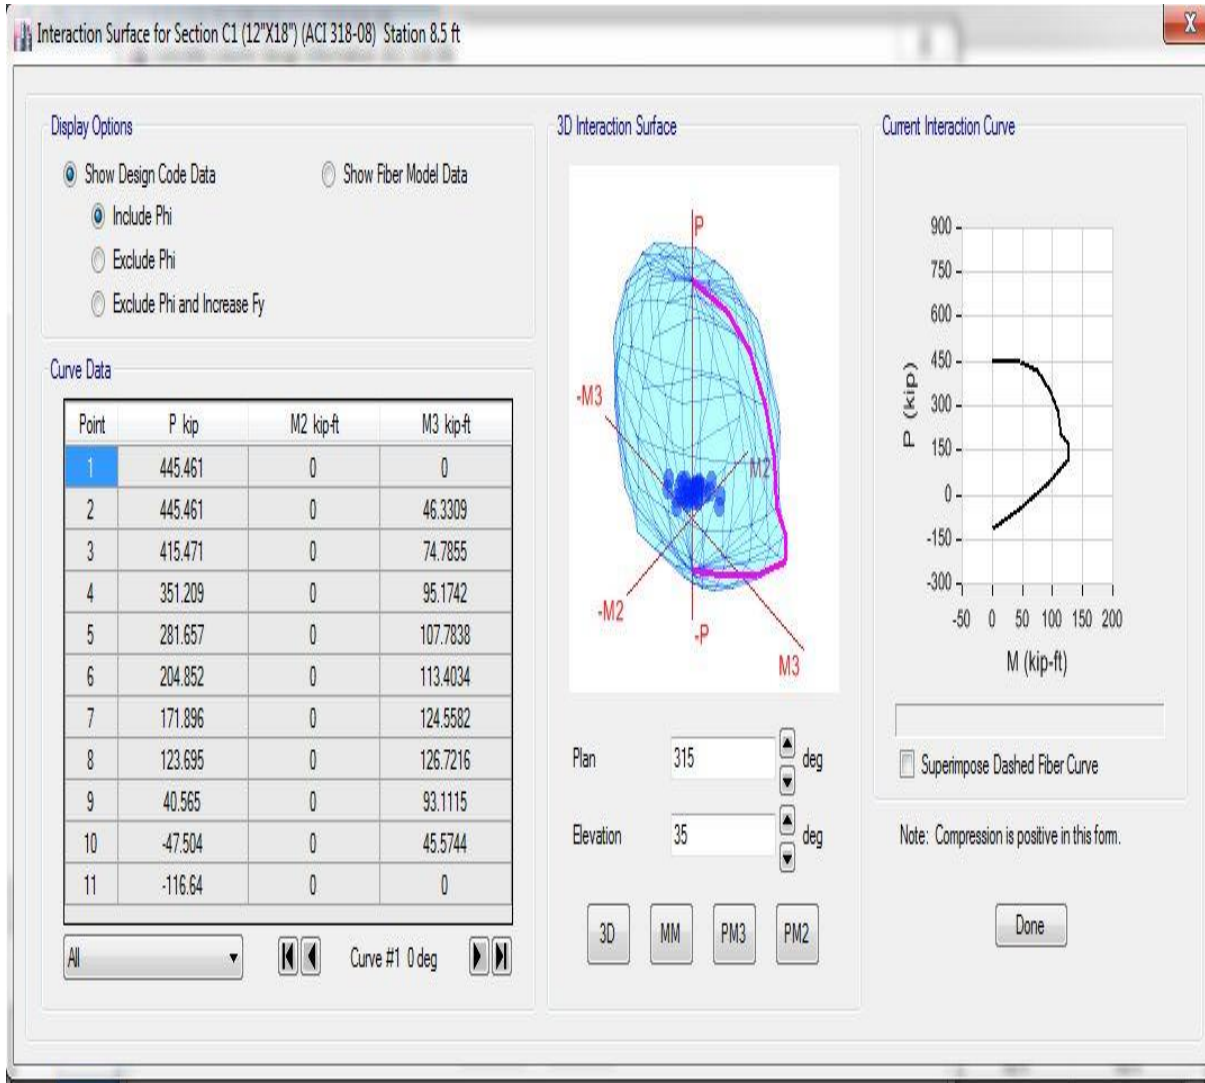 Interaction Surface for Section C1 (12"X18") (ACI 318-08) Station 8.5 ft
X
Display Options
Show Design Code Data
Show Fiber Model Data
Include Phi
Exclude Phi
Exclude Phi and Increase Fy
Curve Data
Point P kip M2 kip-ft M3 kip-ft
1 445.461 0 0
2 445.461 0 46.3309
3 415.471 0 74.7855
4 351.209 0 95.1742
5 281.657 0 107.7838
6 204.852 0 113.4034
7 171.896 0 124.5582
8 123.695 0 126.7216
9 40.565 0 93.1115
10 -47.504 0 45.5744
11 -116.64 0 0
All
Curve #1 0 deg
3D Interaction Surface
P
-M3
M2
-M2
-P
M3
Plan 315 deg
Elevation 35 deg
3D MM PM3 PM2
Current Interaction Curve
900
750
600
450
300
150
0
-150
-300
P (kip)
-50 0 50 100 150 200
M (kip-ft)
Superimpose Dashed Fiber Curve
Note: Compression is positive in this form.
Done